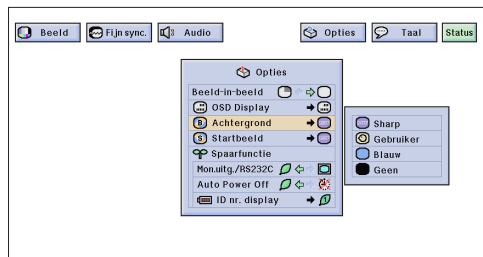 Beeld
Fijn sync.
Audio
Opties
Taal
Status
Opties
Beeld-in-beeld
OSD Display
B Achtergrond
S Startbeeld
Spaarfunctie
Mon.uitg./RS232C
Auto Power Off
ID nr. display 1
Sharp
Gebruiker
Blauw
Geen